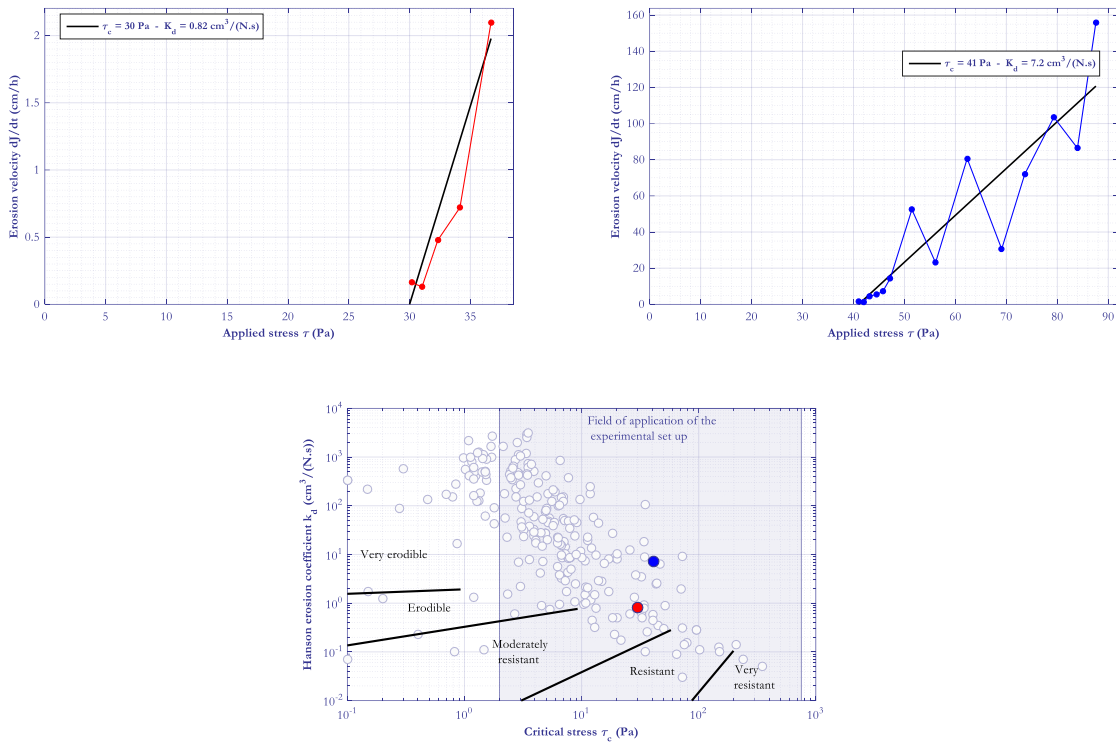 τc = 30 Pa - Kd = 0.82 cm³/(N.s)
Erosion velocity dJ/dt (cm/h)
2
1.5
1
0.5
0
0 5 10 15 20 25 30 35
Applied stress τ (Pa)
τc = 41 Pa - Kd = 7.2 cm³/(N.s)
Erosion velocity dJ/dt (cm/h)
160
140
120
100
80
60
40
20
0
0 10 20 30 40 50 60 70 80 90
Applied stress τ (Pa)
Hanson erosion coefficient kd (cm³/(N.s))
10⁴
10³
10²
10¹
10⁰
10⁻¹
10⁻²
Field of application of the
experimental set up
Very erodible
Erodible
Moderately
resistant
Resistant
Very
resistant
10⁻¹ 10⁰ 10¹ 10² 10³
Critical stress τc (Pa)